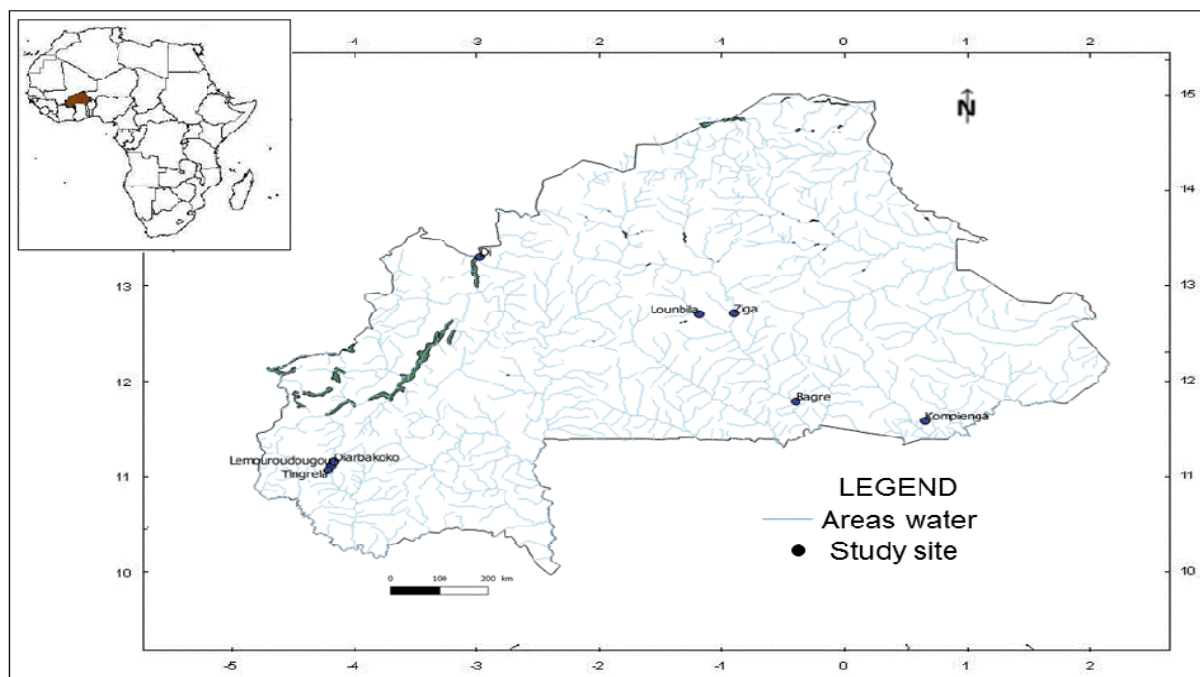 -4 -3 -2 -1 0 1 2
15 15
N
14 14
Di
13 13
Lounbila Ziga
12 12
Bagre
Kompienga
Lemouroudougou Diarbakoko
Tingrela
11 11
LEGEND
Areas water
Study site
10 10
0 100 200 km
-5 -4 -3 -2 -1 0 1 2